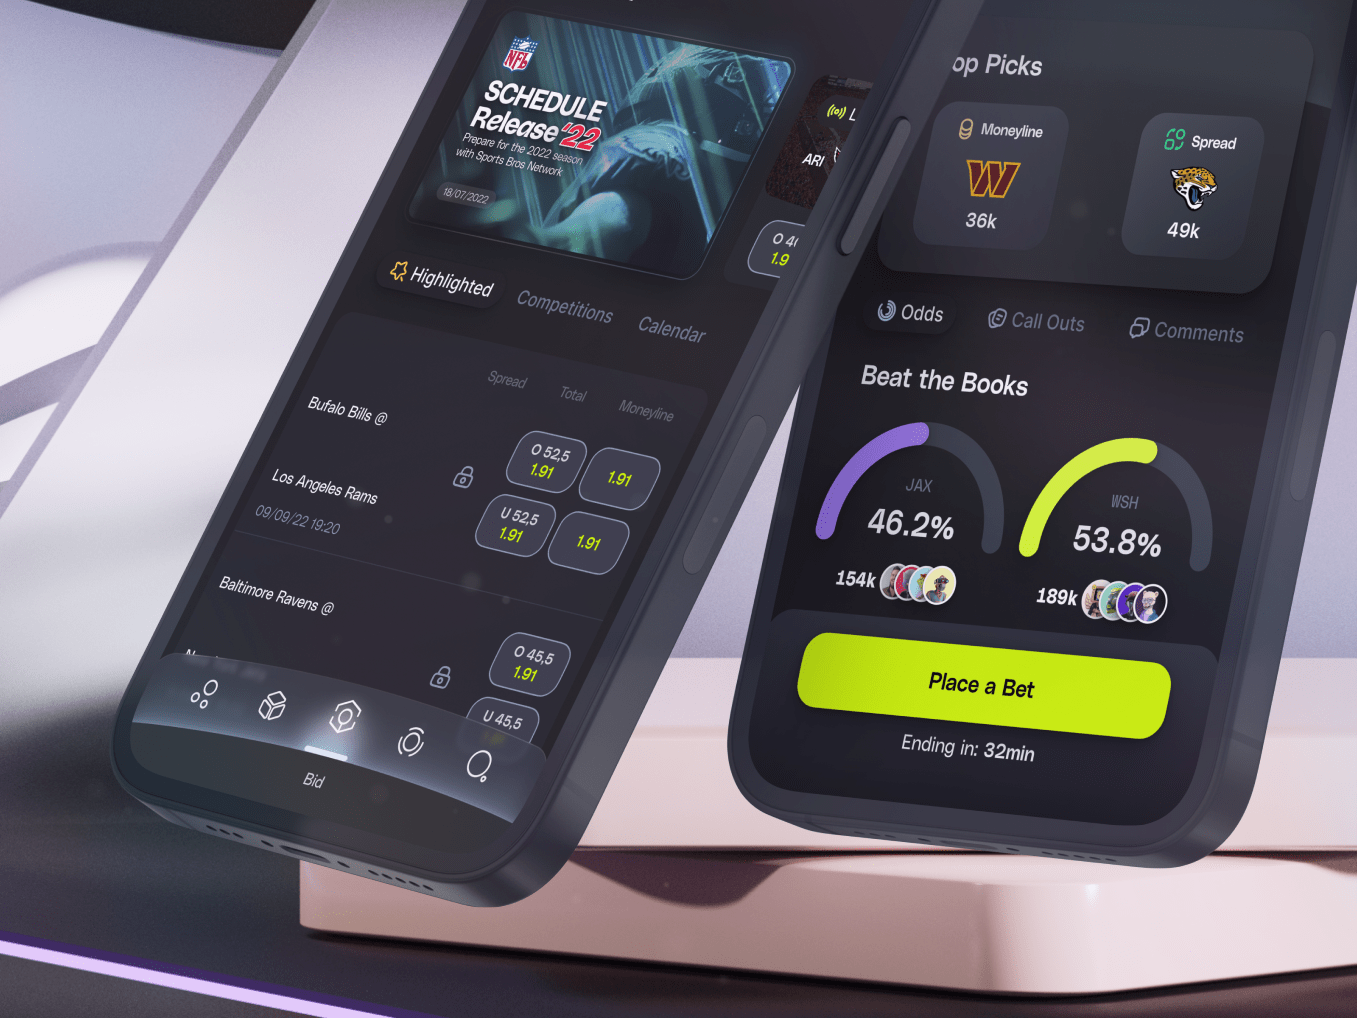 NFL
SCHEDULE
Release '22
Prepare for the 2022 season
with Sports Bros Network
18/07/2022
L
ARI
O 4
1.9
Highlighted
Competitions
Calendar
Spread
Total
Moneyline
Bufalo Bills @
O 52,5
1.91
1.91
Los Angeles Rams
09/09/22 19:20
U 52,5
1.91
1.91
Baltimore Ravens @
O 45,5
1.91
U 45,5
Bid
op Picks
Moneyline
W
36k
Spread
49k
Odds
Call Outs
Comments
Beat the Books
JAX
46.2%
154k
WSH
53.8%
189k
Place a Bet
Ending in: 32min